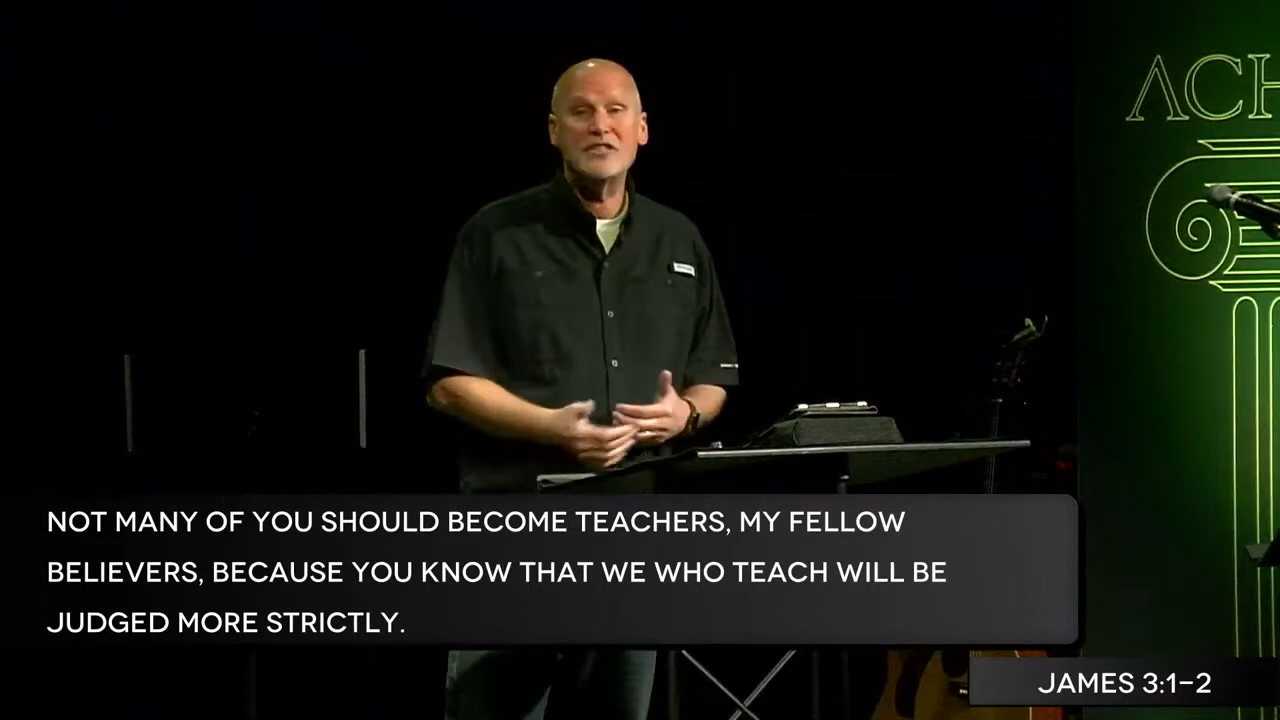 ACH
NOT MANY OF YOU SHOULD BECOME TEACHERS, MY FELLOW
BELIEVERS, BECAUSE YOU KNOW THAT WE WHO TEACH WILL BE
JUDGED MORE STRICTLY.
JAMES 3:1-2